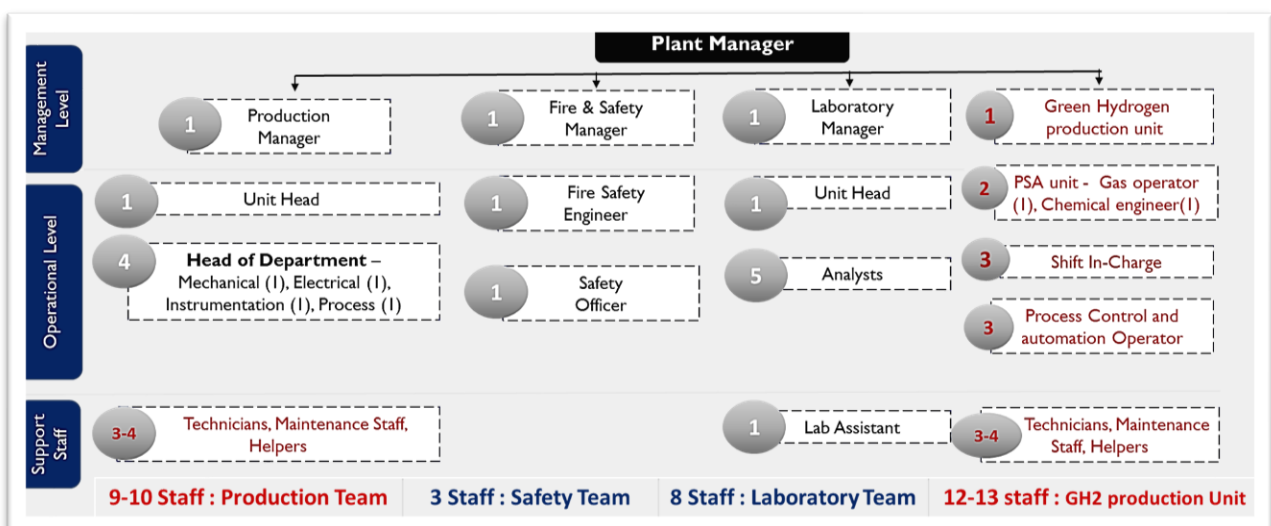 Plant Manager
Management
Level
1
Production
Manager
1
Fire & Safety
Manager
1
Laboratory
Manager
1
Green Hydrogen
production unit
Operational Level
1
Unit Head
4
Head of Department –
Mechanical (1), Electrical (1),
Instrumentation (1), Process (1)
1
Fire Safety
Engineer
1
Safety
Officer
1
Unit Head
5
Analysts
2
PSA unit - Gas operator
(1), Chemical engineer(1)
3
Shift In-Charge
3
Process Control and
automation Operator
Support
Staff
3-4
Technicians, Maintenance Staff,
Helpers
1
Lab Assistant
3-4
Technicians, Maintenance
Staff, Helpers
9-10 Staff : Production Team
3 Staff : Safety Team
8 Staff : Laboratory Team
12-13 staff : GH2 production Unit